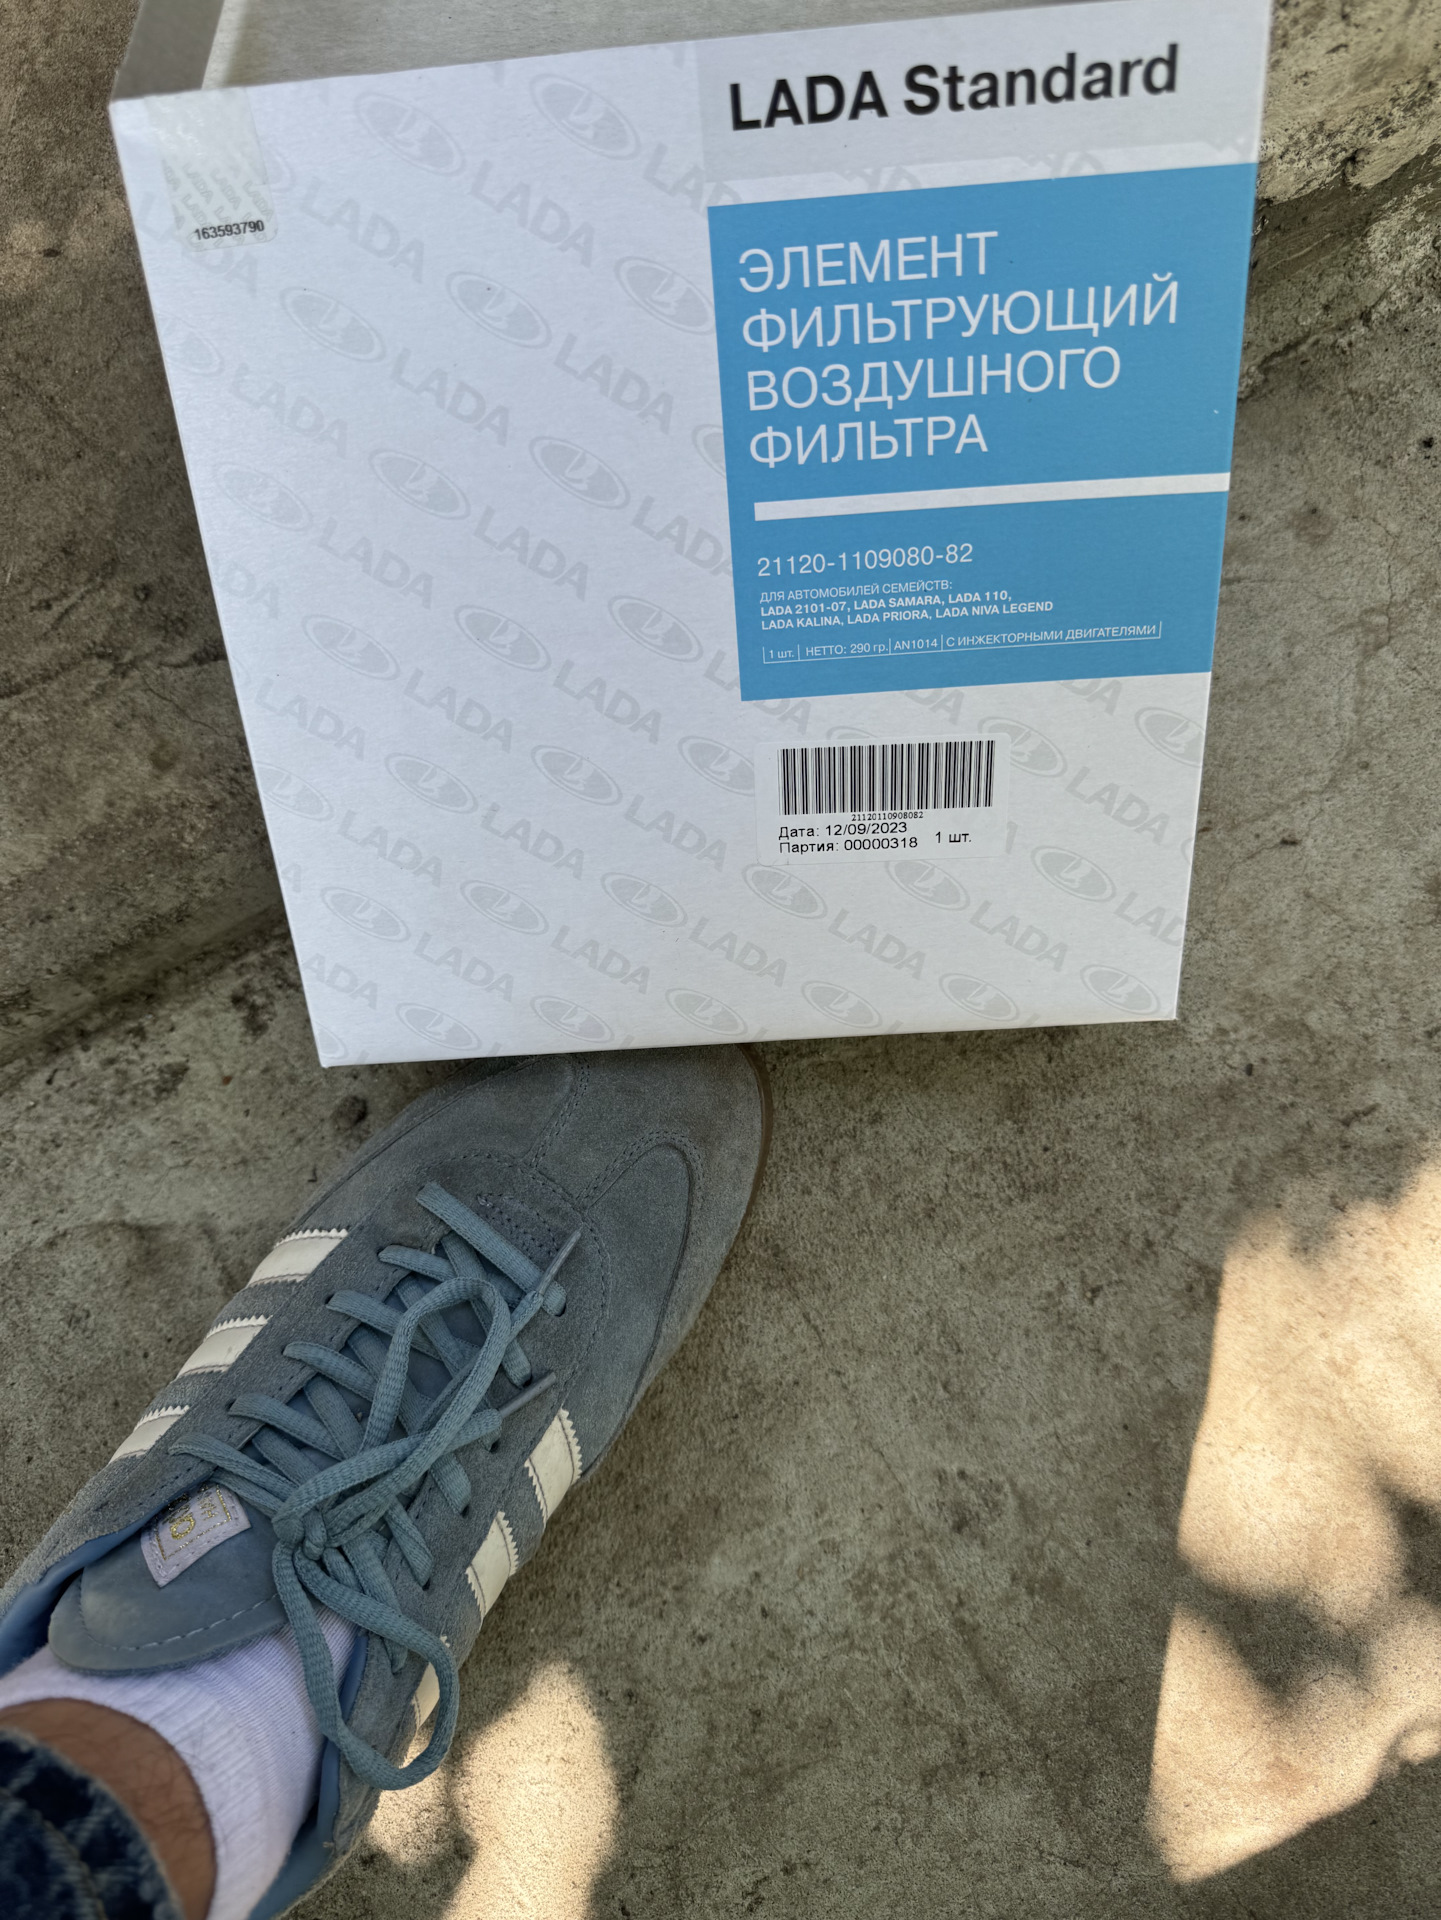 LADA Standard
163593790
ЭЛЕМЕНТ
ФИЛЬТРУЮЩИЙ
ВОЗДУШНОГО
ФИЛЬТРА
21120-1109080-82
ДЛЯ АВТОМОБИЛЕЙ СЕМЕЙСТВ:
LADA 2101-07, LADA SAMARA, LADA 110,
LADA KALINA, LADA PRIORA, LADA NIVA LEGEND
1 шт. НЕТТО: 290 гр. AN1014 С ИНЖЕКТОРНЫМИ ДВИГАТЕЛЯМИ
21120110908082
Дата: 12/09/2023
Партия: 00000318 1 шт.